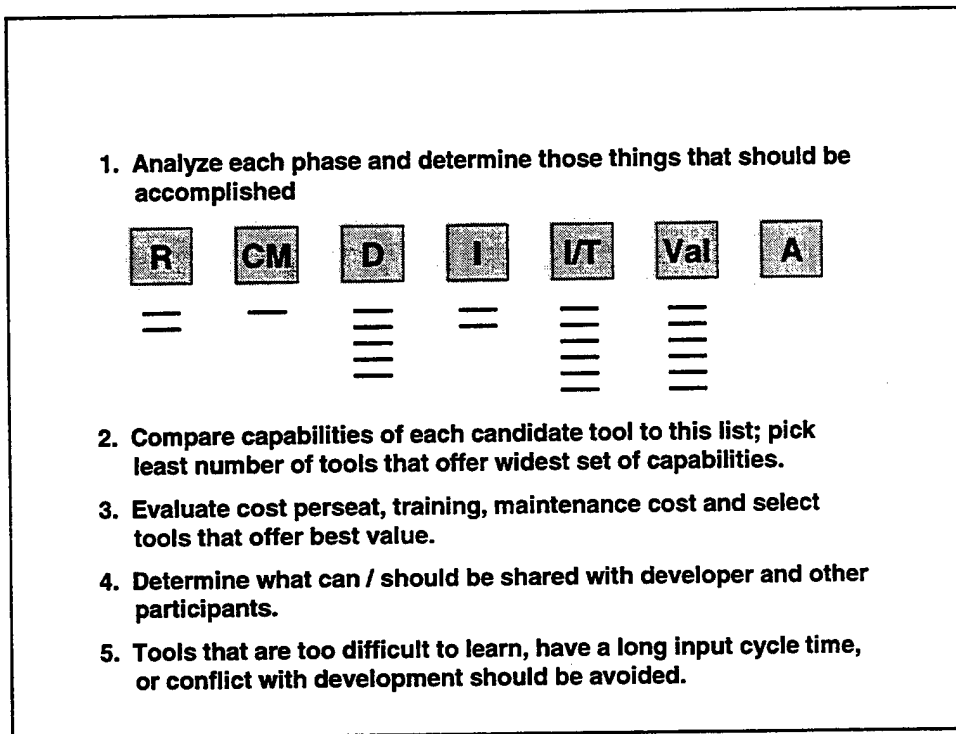 1. Analyze each phase and determine those things that should be
accomplished
R CM D I I/T Val A
2. Compare capabilities of each candidate tool to this list; pick
least number of tools that offer widest set of capabilities.
3. Evaluate cost perseat, training, maintenance cost and select
tools that offer best value.
4. Determine what can / should be shared with developer and other
participants.
5. Tools that are too difficult to learn, have a long input cycle time,
or conflict with development should be avoided.